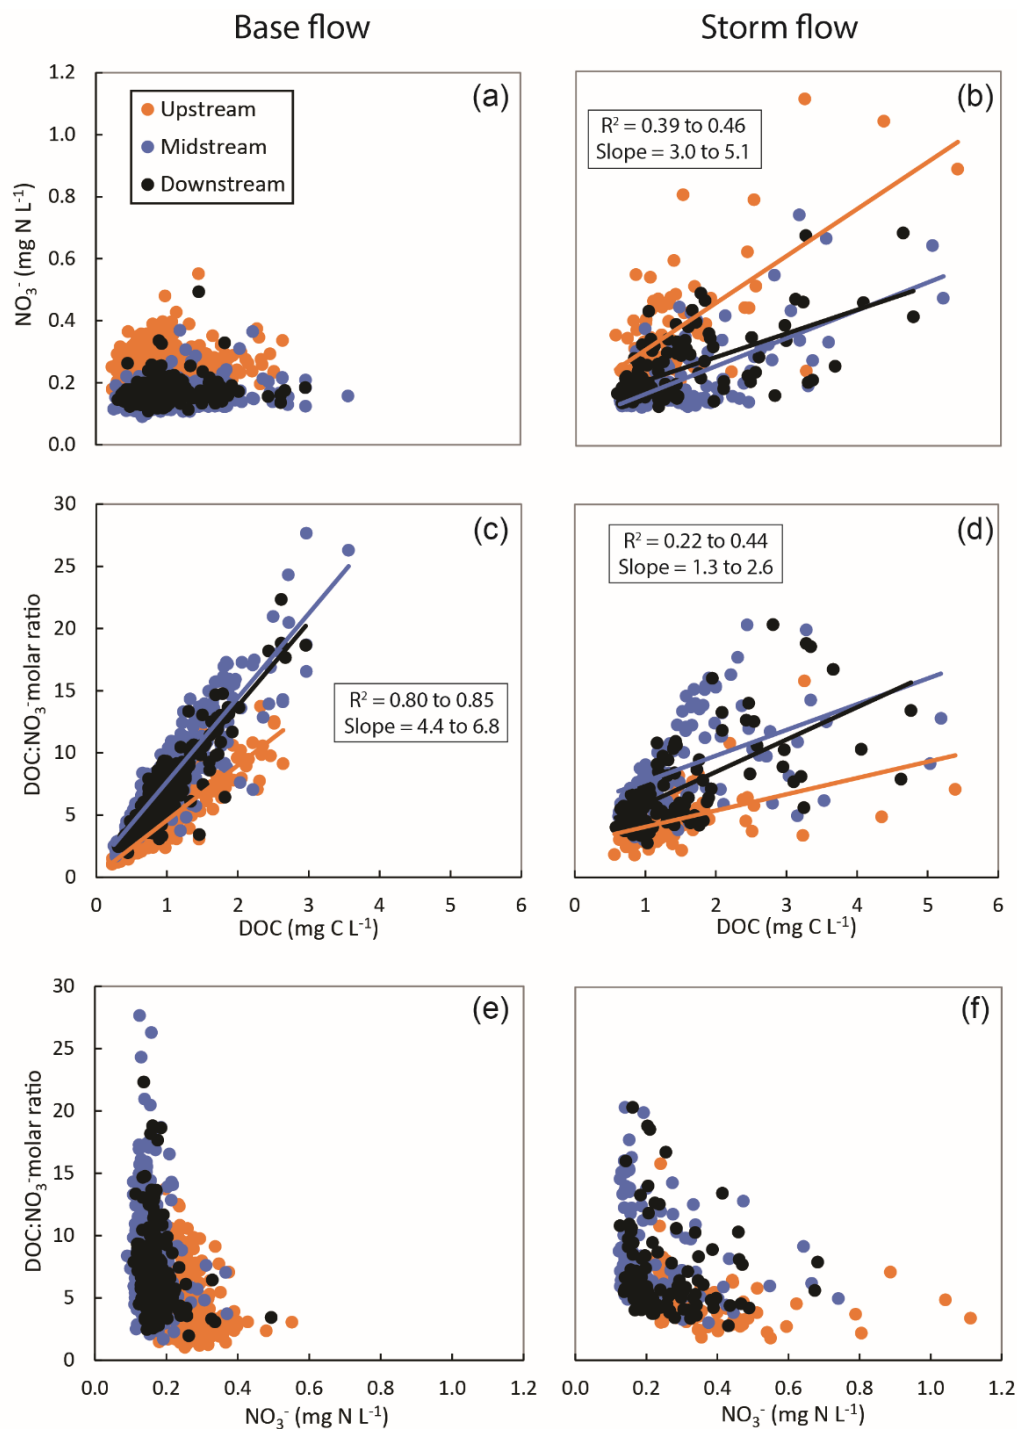 Base flow
Storm flow
1.2
1.0
0.8
0.6
0.4
0.2
0.0
NO₃⁻ (mg N L⁻¹)
Upstream
Midstream
Downstream
(a)
(b)
R² = 0.39 to 0.46
Slope = 3.0 to 5.1
30
25
20
15
10
5
0
DOC:NO₃⁻molar ratio
(c)
R² = 0.80 to 0.85
Slope = 4.4 to 6.8
0 1 2 3 4 5 6
DOC (mg C L⁻¹)
(d)
R² = 0.22 to 0.44
Slope = 1.3 to 2.6
0 1 2 3 4 5 6
DOC (mg C L⁻¹)
30
25
20
15
10
5
0
DOC:NO₃⁻molar ratio
(e)
0.0 0.2 0.4 0.6 0.8 1.0 1.2
NO₃⁻ (mg N L⁻¹)
(f)
0.0 0.2 0.4 0.6 0.8 1.0 1.2
NO₃⁻ (mg N L⁻¹)